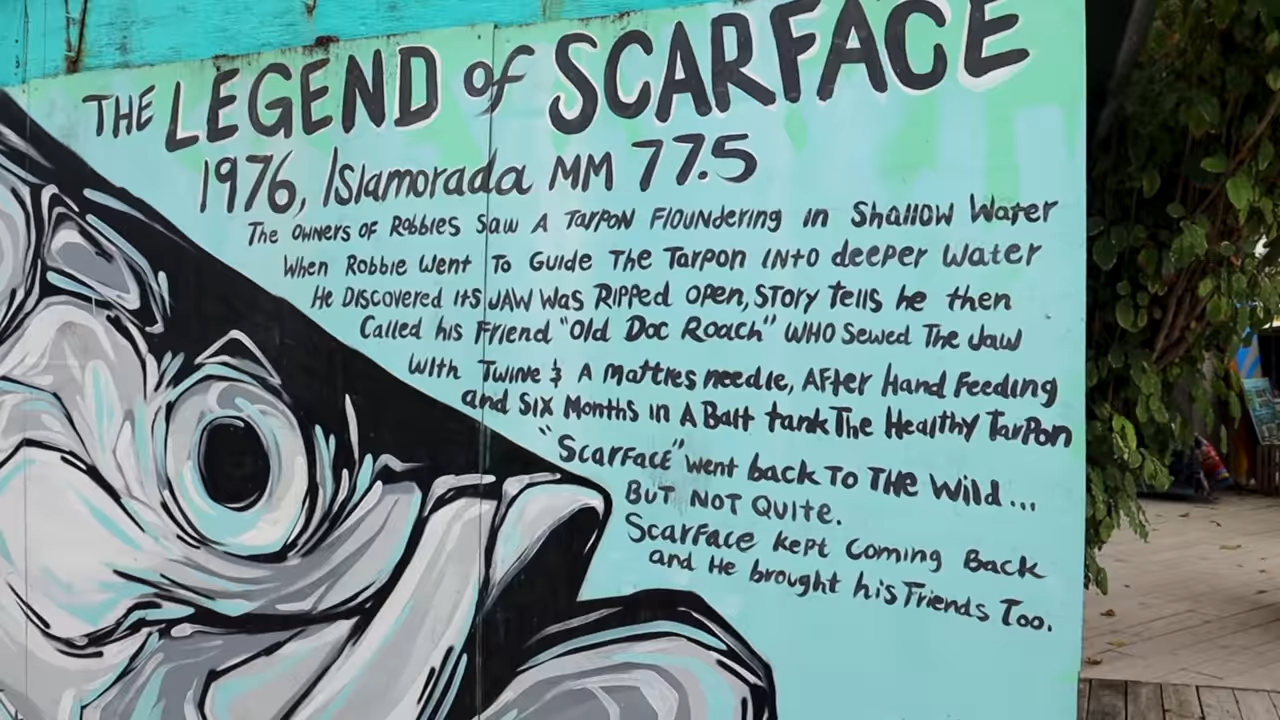 THE LEGEND of SCARFACE
1976, Islamorada MM 77.5
The OWNERS OF RObbIES Saw A TarPON FlOUNdERing in ShalloW Water
When RobbIe Went To GuIde The Tarpon INto deeper Water
He DIscovered its JAW Was RIPPed open, STORy tells he then
Called his Friend "Old Doc Roach" WHO Sewed The Jaw
With Twine & A mattres needle, AFter Hand Feeding
and SIX Months in A Bait tank The Healthy TarPon
"ScarFacE" went back To THe Wild...
BUT NOT QuIte.
ScarFace kept Coming Back
and He brought his Friends Too.